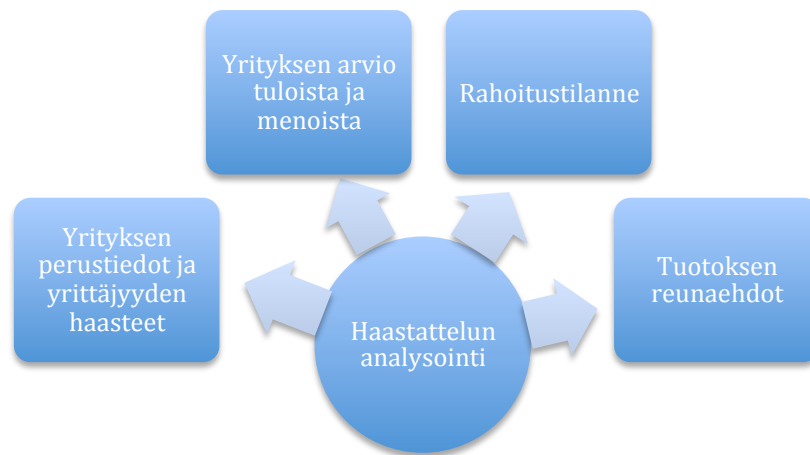 Yrityksen arvio
tuloista ja
menoista
Rahoitustilanne
Yrityksen
perustiedot ja
yrittäjyyden
haasteet
Tuotoksen
reunaehdot
Haastattelun
analysointi